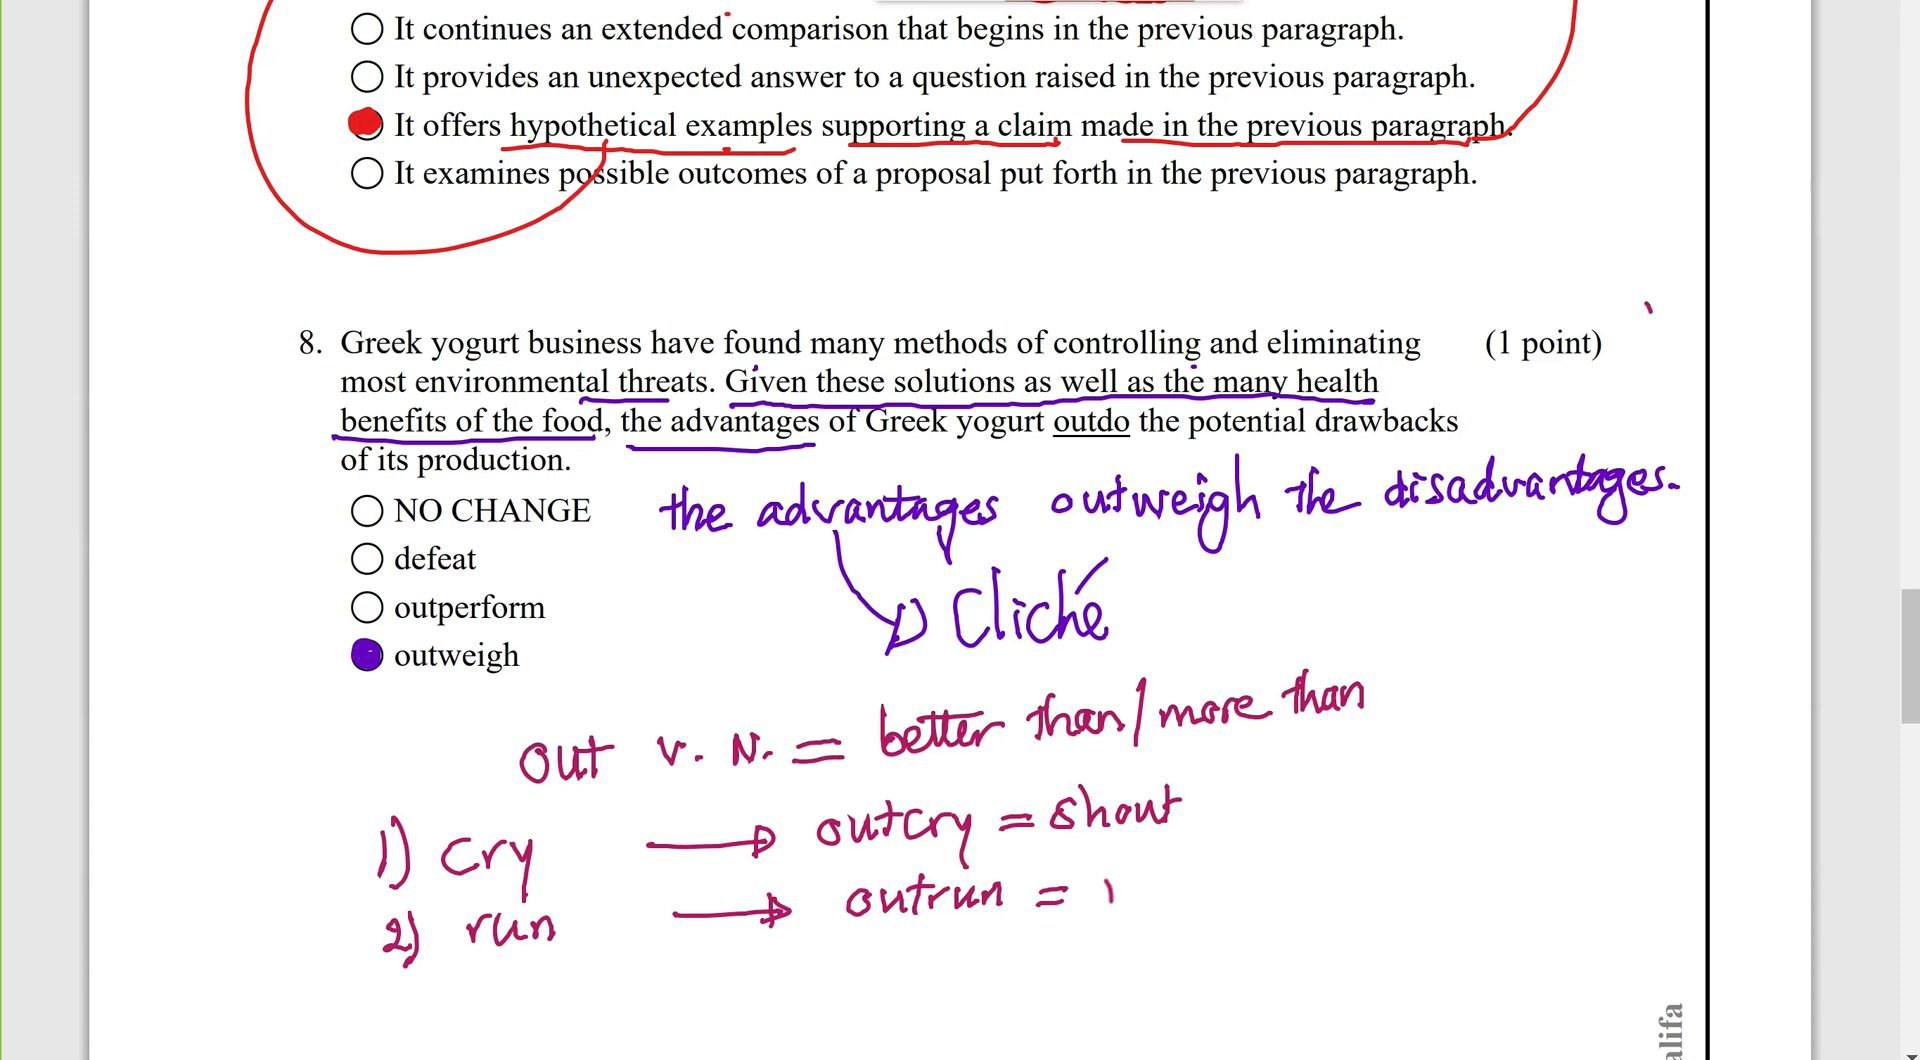 It continues an extended comparison that begins in the previous paragraph.
It provides an unexpected answer to a question raised in the previous paragraph.
It offers hypothetical examples supporting a claim made in the previous paragraph.
It examines possible outcomes of a proposal put forth in the previous paragraph.
8. Greek yogurt business have found many methods of controlling and eliminating (1 point)
most environmental threats. Given these solutions as well as the many health
benefits of the food, the advantages of Greek yogurt outdo the potential drawbacks
of its production.
NO CHANGE
the advantages outweigh the disadvantages.
defeat
Cliché
outperform
outweigh
out v. N. = better than / more than
1) cry → outcry = shout
2) run → outrun =
alifa